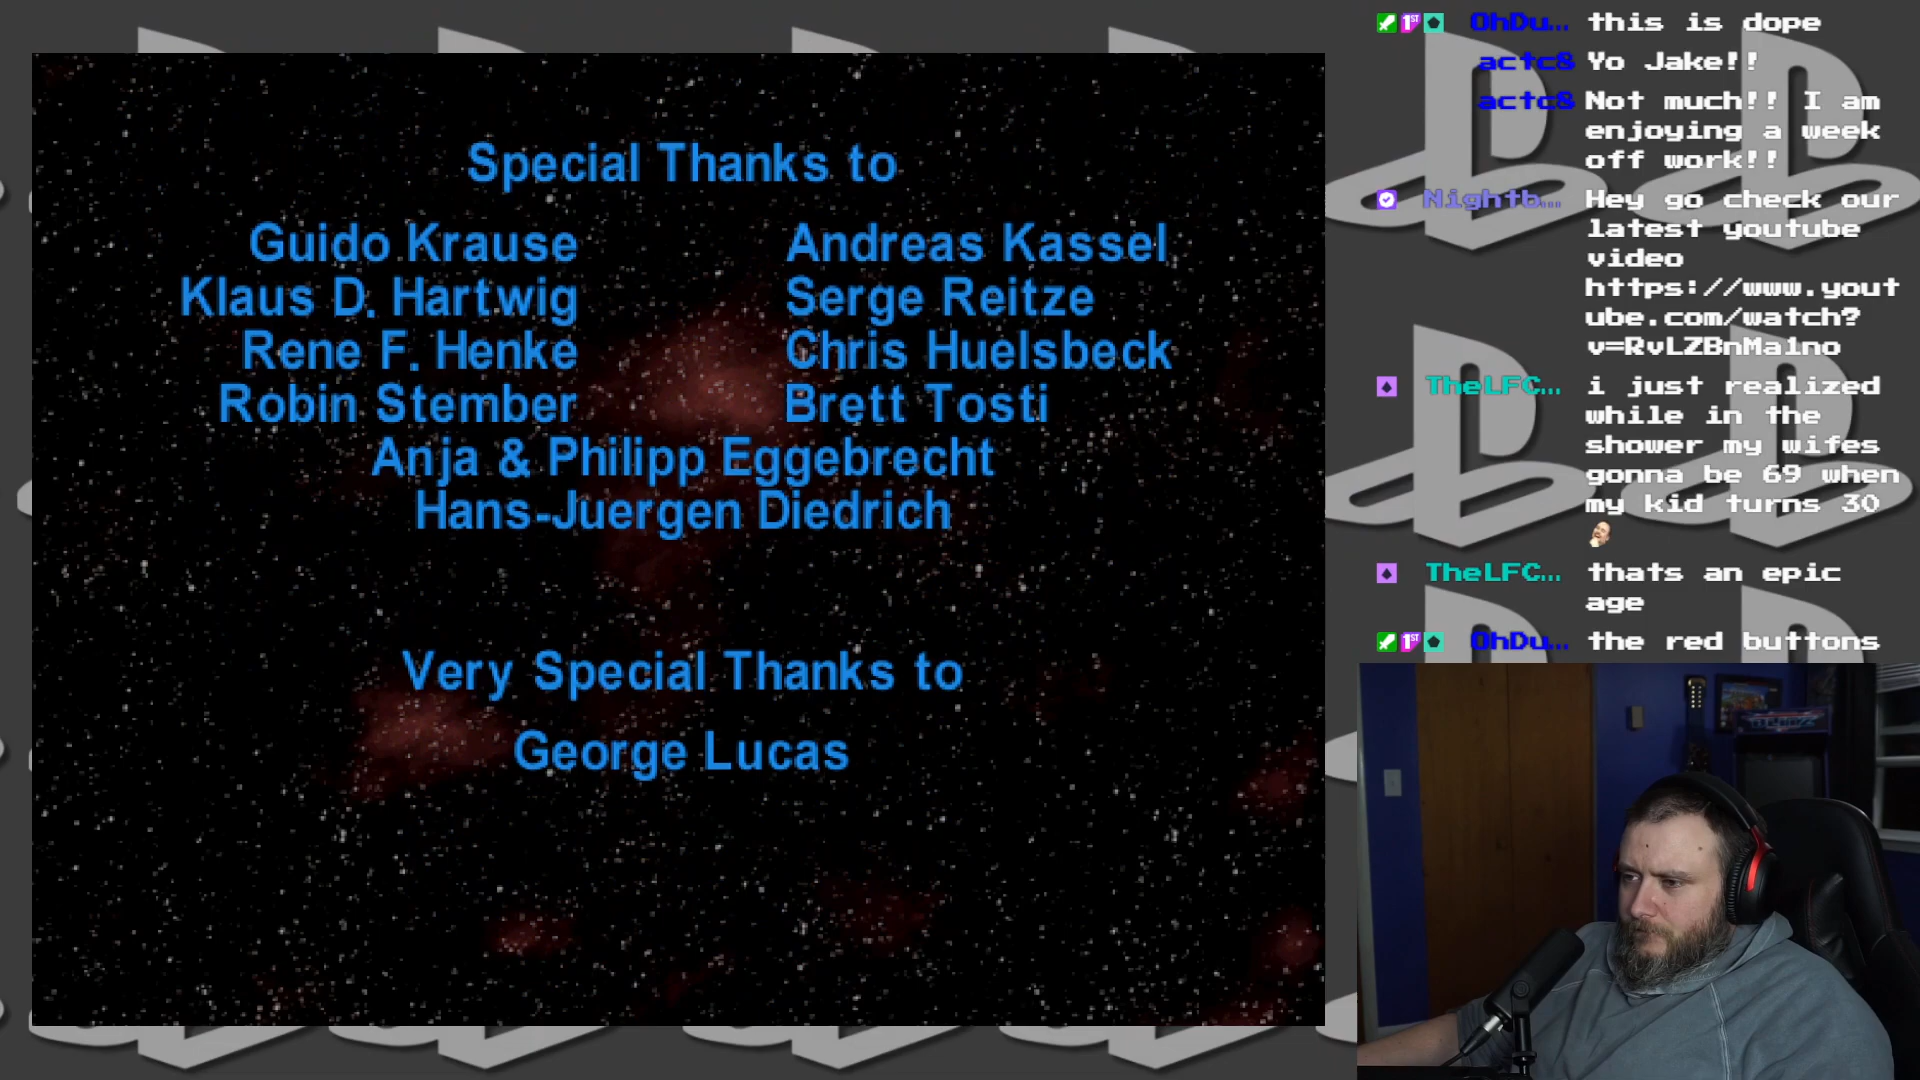 Special Thanks to
Guido Krause Andreas Kassel
Klaus D. Hartwig Serge Reitze
Rene F. Henke Chris Huelsbeck
Robin Stember Brett Tosti
Anja & Philipp Eggebrecht
Hans-Juergen Diedrich
Very Special Thanks to
George Lucas
OhDu... this is dope
actc8 Yo Jake!!
actc8 Not much!! I am
enjoying a week
off work!!
Nightb... Hey go check our
latest youtube
video
https://www.yout
ube.com/watch?
v=RvLZBnMa1no
TheLFC... i just realized
while in the
shower my wifes
gonna be 69 when
my kid turns 30
TheLFC... thats an epic
age
OhDu... the red buttons